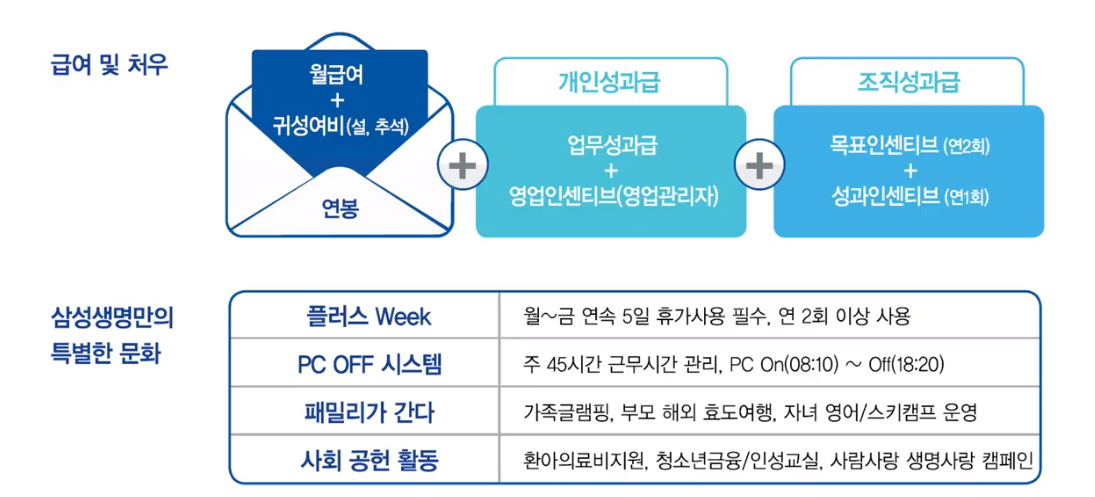 급여 및 처우
월급여
+
귀성여비(설, 추석)
연봉
+
개인성과급
업무성과급
+
영업인센티브(영업관리자)
+
조직성과급
목표인센티브 (연2회)
+
성과인센티브 (연1회)
삼성생명만의
특별한 문화
플러스 Week
월~금 연속 5일 휴가사용 필수, 연 2회 이상 사용
PC OFF 시스템
주 45시간 근무시간 관리, PC On(08:10) ~ Off(18:20)
패밀리가 간다
가족글램핑, 부모 해외 효도여행, 자녀 영어/스키캠프 운영
사회 공헌 활동
환아의료비지원, 청소년금융/인성교실, 사람사랑 생명사랑 캠페인